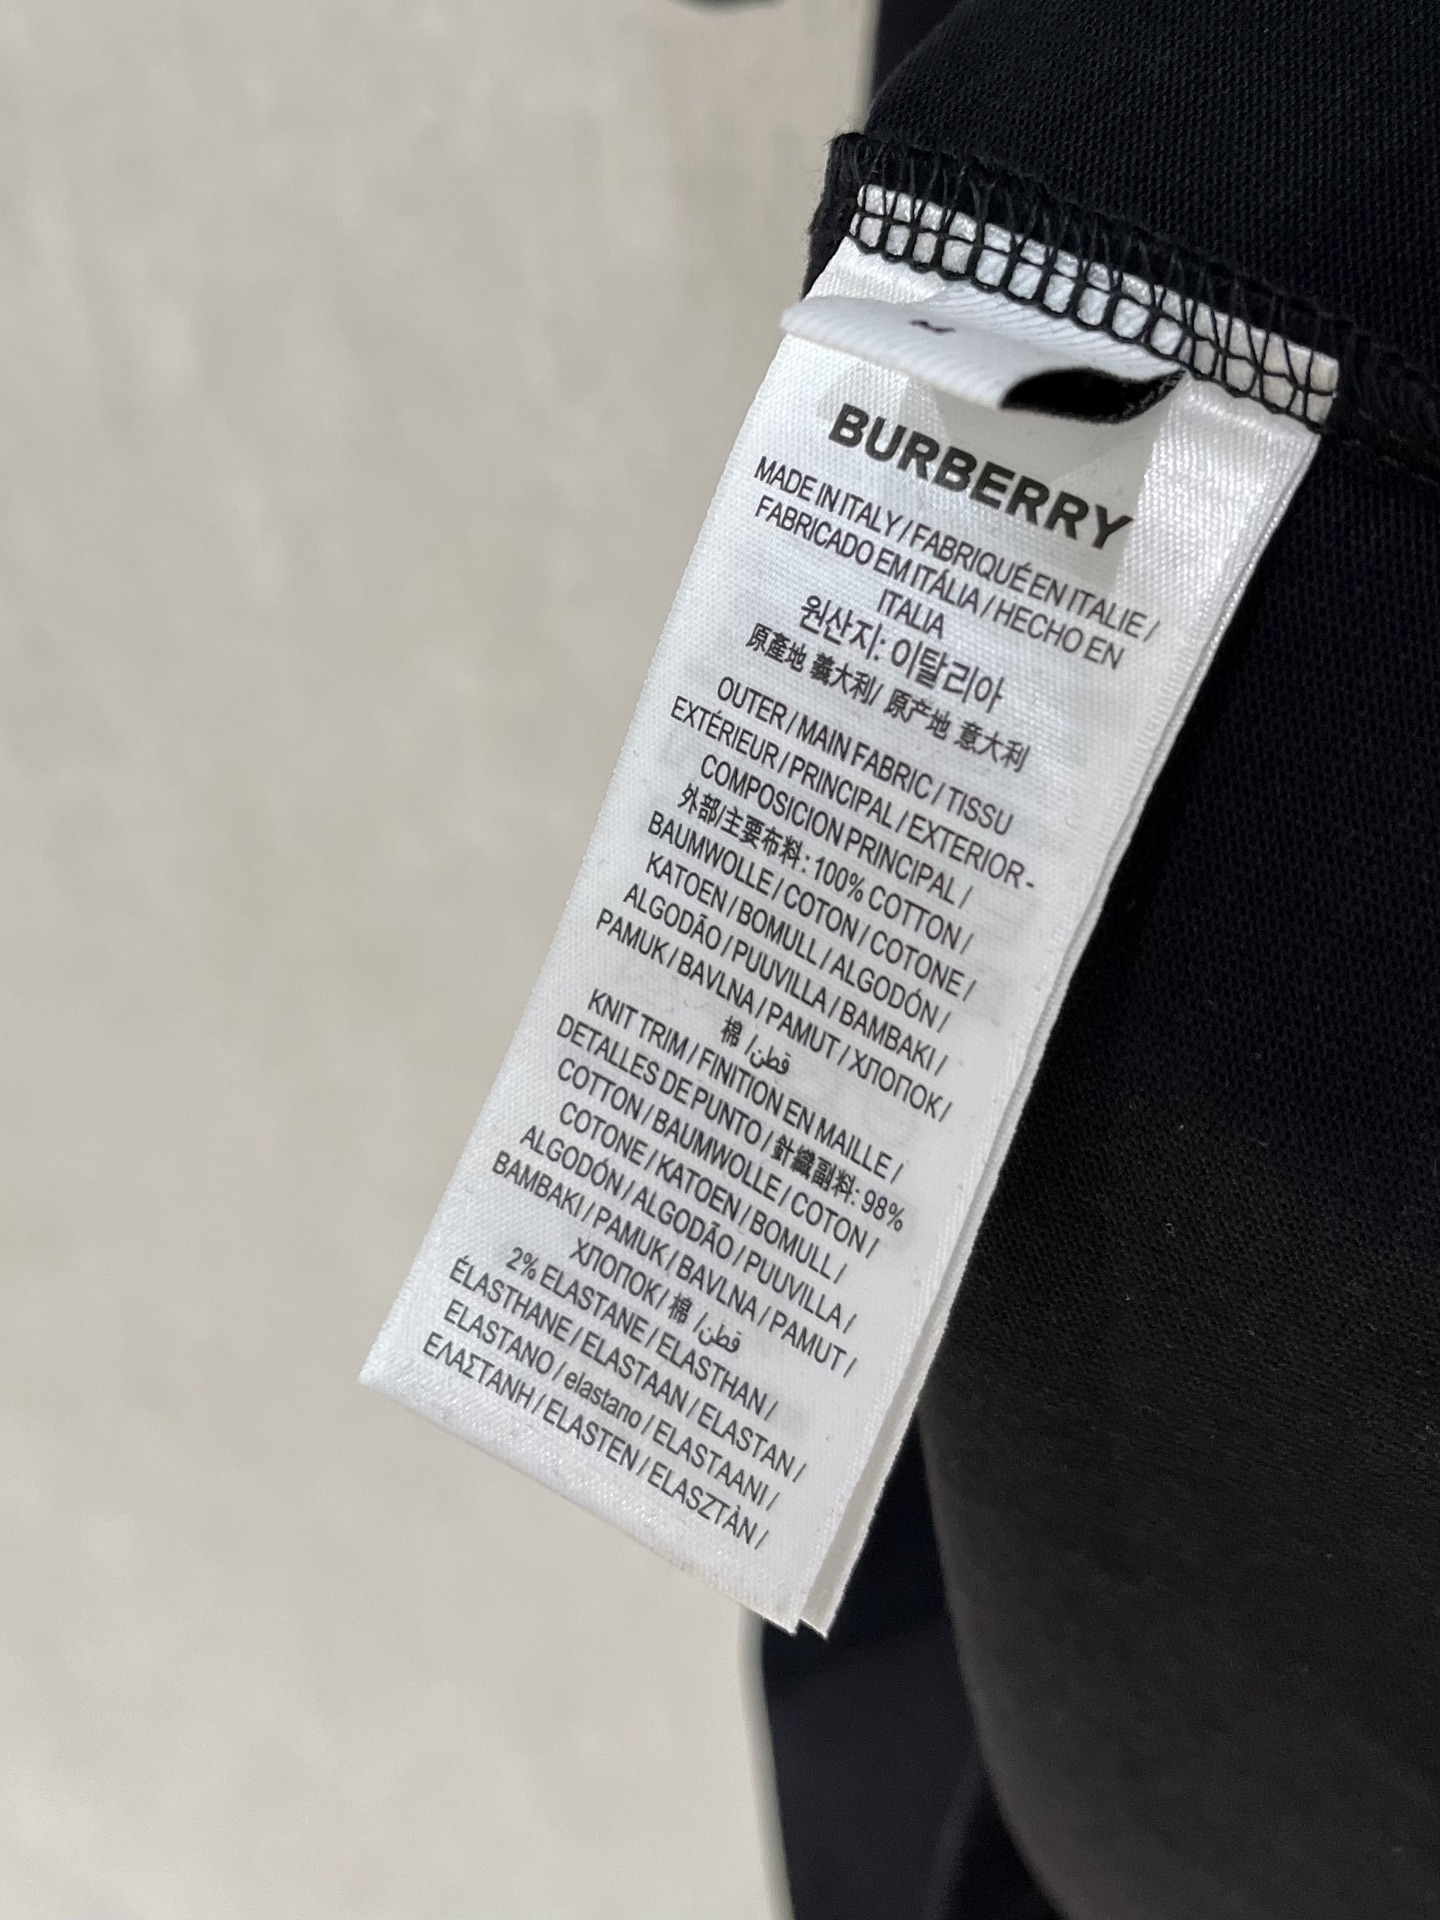 BURBERRY
MADE IN ITALY / FABRIQUÉ EN ITALIE /
FABRICADO EM ITÁLIA / HECHO EN
ITALIA
원산지: 이탈리아
原產地 義大利/ 原产地 意大利
OUTER / MAIN FABRIC / TISSU
EXTÉRIEUR / PRINCIPAL / EXTERIOR -
COMPOSICION PRINCIPAL /
外部/主要布料: 100% COTTON /
BAUMWOLLE / COTON / COTONE /
KATOEN / BOMULL / ALGODÓN /
ALGODÃO / PUUVILLA / BAMBAKI /
PAMUK / BAVLNA / PAMUT / ХЛОПОК /
棉 /قطن
KNIT TRIM / FINITION EN MAILLE /
DETALLES DE PUNTO / 針織副料: 98%
COTTON / BAUMWOLLE / COTON /
COTONE / KATOEN / BOMULL /
ALGODÓN / ALGODÃO / PUUVILLA /
BAMBAKI / PAMUK / BAVLNA / PAMUT /
ХЛОПОК / 棉 /قطن
2% ELASTANE / ELASTHAN /
ÉLASTHANE / ELASTAAN / ELASTAN /
ELASTANO / elastano / ELASTAANI /
ΕΛΑΣΤΑΝΗ / ELASTEN / ELASZTÀN /